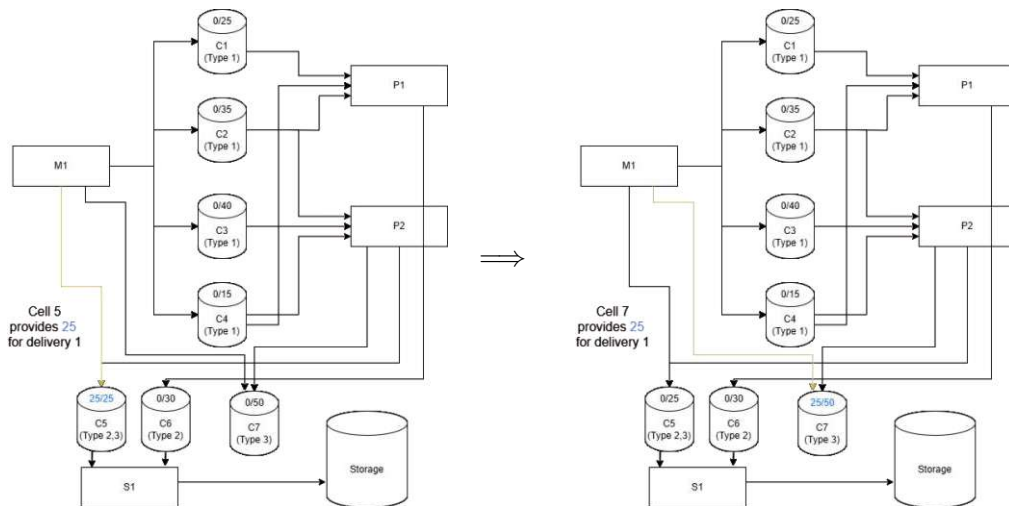 0/25
C1
(Type 1)
P1
0/35
C2
(Type 1)
M1
0/40
C3
(Type 1)
P2
0/15
C4
(Type 1)
Cell 5
provides 25
for delivery 1
25/25
C5
(Type 2,3)
0/30
C6
(Type 2)
0/50
C7
(Type 3)
Storage
S1
⟹
0/25
C1
(Type 1)
P1
0/35
C2
(Type 1)
M1
0/40
C3
(Type 1)
P2
0/15
C4
(Type 1)
Cell 7
provides 25
for delivery 1
0/25
C5
(Type 2,3)
0/30
C6
(Type 2)
25/50
C7
(Type 3)
Storage
S1